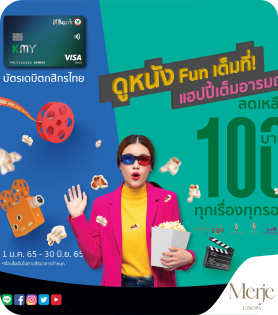 KBank
KMY
VISA
บัตรเดบิตกสิกรไทย
ดูหนัง Fun เต็มที่!
แฮปปี้เต็มอารมณ์
ลดเหลือ
100
บาท
ทุกเรื่องทุกรอบ
1 ม.ค. 65 - 30 มิ.ย. 65
Merje
CINEMA